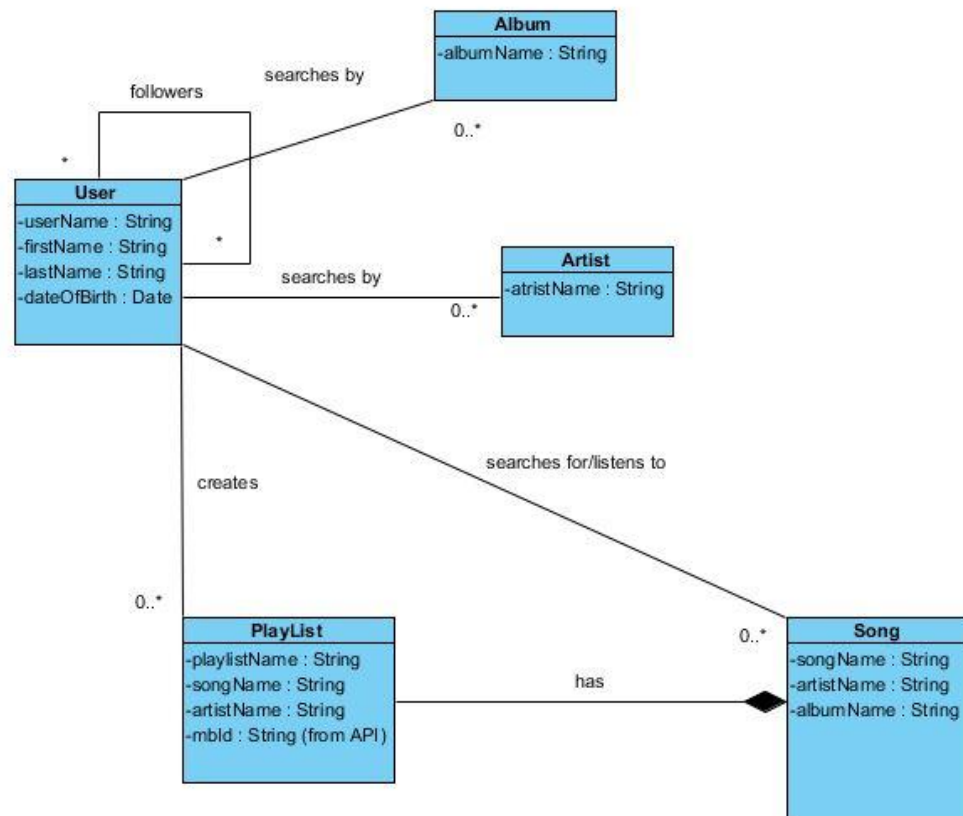 Album
-albumName : String
searches by
0..*
followers
*
*
User
-userName : String
-firstName : String
-lastName : String
-dateOfBirth : Date
searches by
0..*
Artist
-atristName : String
searches for/listens to
creates
0..*
0..*
PlayList
-playlistName : String
-songName : String
-artistName : String
-mbId : String (from API)
has
Song
-songName : String
-artistName : String
-albumName : String